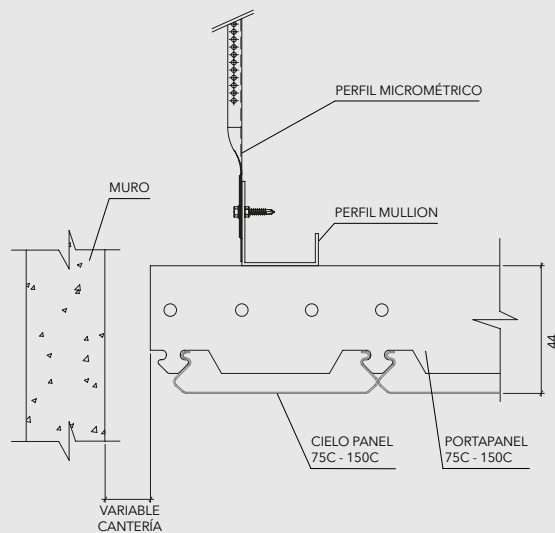 PERFIL MICROMÉTRICO
MURO
PERFIL MULLION
44
CIELO PANEL
75C - 150C
PORTAPANEL
75C - 150C
VARIABLE
CANTERÍA